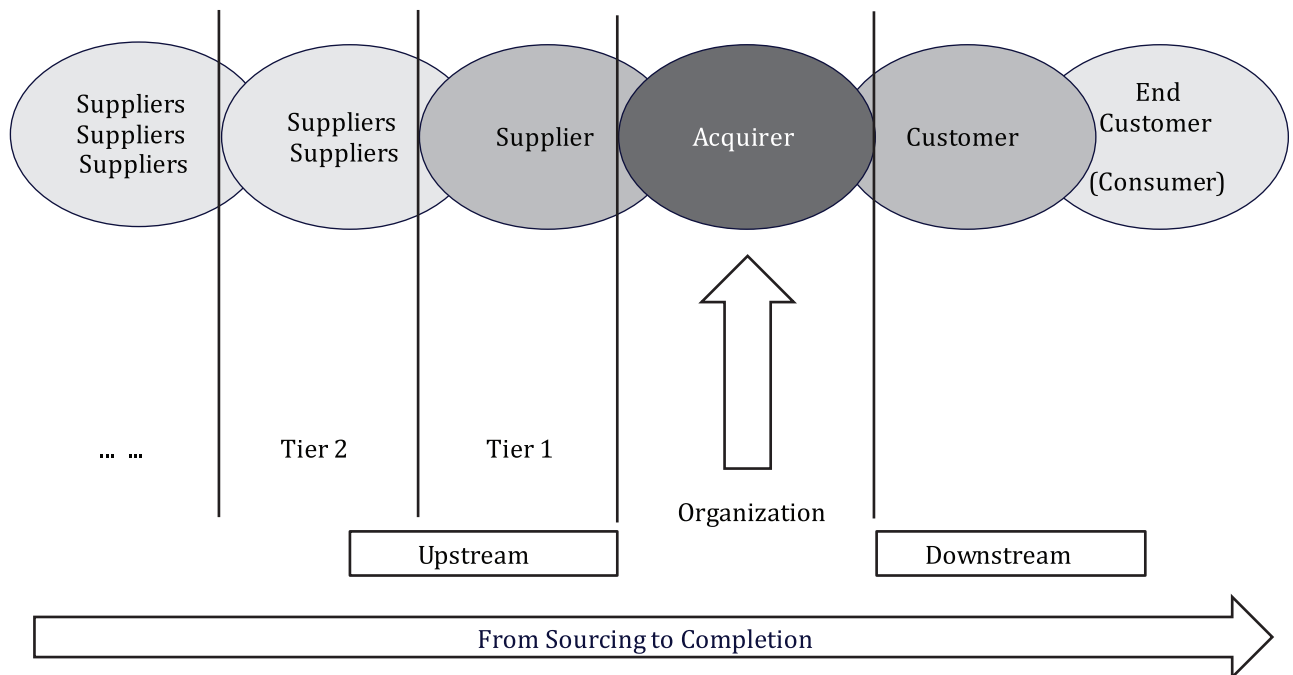 Suppliers
Suppliers
Suppliers
Suppliers
Suppliers
Supplier
Acquirer
Customer
End
Customer
(Consumer)
... ...
Tier 2
Tier 1
Organization
Upstream
Downstream
From Sourcing to Completion